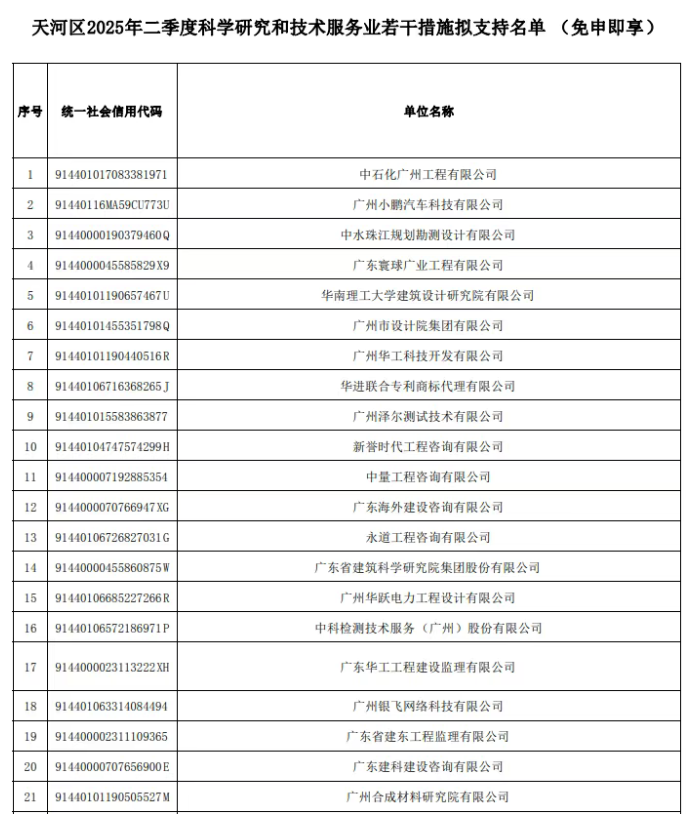 天河区2025年二季度科学研究和技术服务业若干措施拟支持名单 （免申即享）
序号 统一社会信用代码 单位名称
1 914401017083381971 中石化广州工程有限公司
2 91440116MA59CU773U 广州小鹏汽车科技有限公司
3 91440000190379460Q 中水珠江规划勘测设计有限公司
4 9144000045585829X9 广东寰球广业工程有限公司
5 91440101190657467U 华南理工大学建筑设计研究院有限公司
6 91440101455351798Q 广州市设计院集团有限公司
7 91440101190440516R 广州华工科技开发有限公司
8 91440106716368265J 华进联合专利商标代理有限公司
9 914401015583863877 广州泽尔测试技术有限公司
10 91440104747574299H 新誉时代工程咨询有限公司
11 914400007192885354 中量工程咨询有限公司
12 9144000070766947XG 广东海外建设咨询有限公司
13 91440106726827031G 永道工程咨询有限公司
14 91440000455860875W 广东省建筑科学研究院集团股份有限公司
15 91440106685227266R 广州华跃电力工程设计有限公司
16 91440106572186971P 中科检测技术服务（广州）股份有限公司
17 9144000023113222XH 广东华工工程建设监理有限公司
18 914401063314084494 广州银飞网络科技有限公司
19 914400002311109365 广东省建东工程监理有限公司
20 91440000707656900E 广东建科建设咨询有限公司
21 91440101190505527M 广州合成材料研究院有限公司